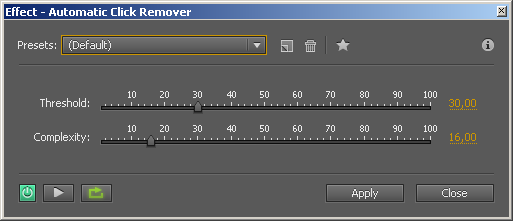 Effect - Automatic Click Remover
Presets: (Default)
10 20 30 40 50 60 70 80 90 100
Threshold: 30,00
10 20 30 40 50 60 70 80 90 100
Complexity: 16,00
Apply Close